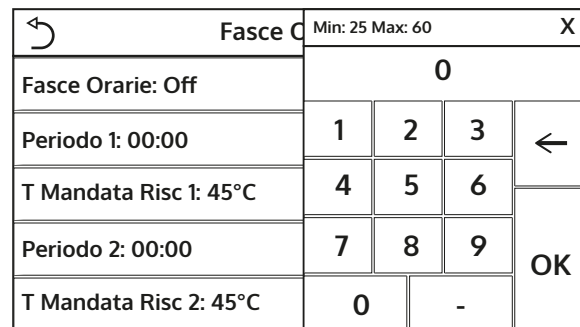 Fasce O
Fasce Orarie: Off
Periodo 1: 00:00
T Mandata Risc 1: 45°C
Periodo 2: 00:00
T Mandata Risc 2: 45°C
Min: 25 Max: 60 X
0
1 2 3 ←
4 5 6
7 8 9 OK
0 -